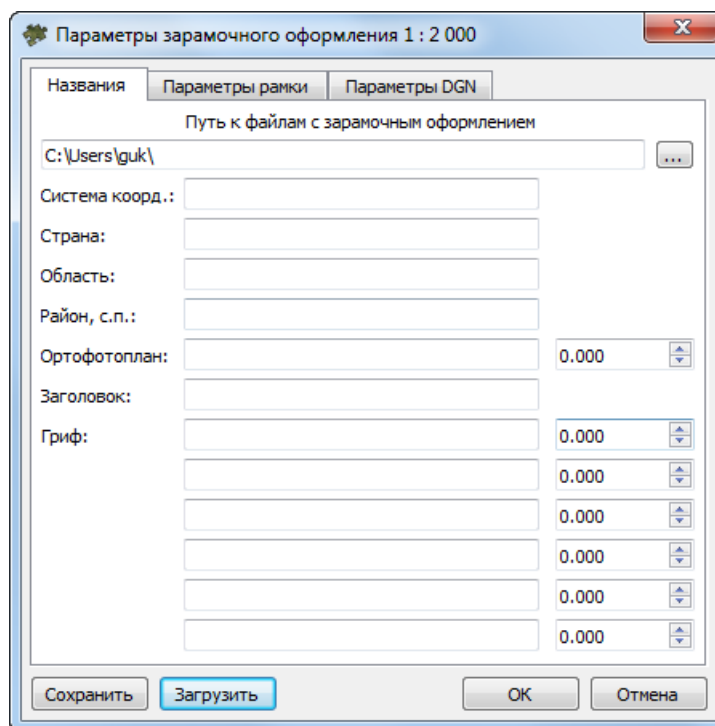 Параметры зарамочного оформления 1 : 2 000
Названия Параметры рамки Параметры DGN
Путь к файлам с зарамочным оформлением
C:\Users\guk\ ...
Система коорд.:
Страна:
Область:
Район, с.п.:
Ортофотоплан: 0.000
Заголовок:
Гриф: 0.000
0.000
0.000
0.000
0.000
0.000
Сохранить Загрузить OK Отмена